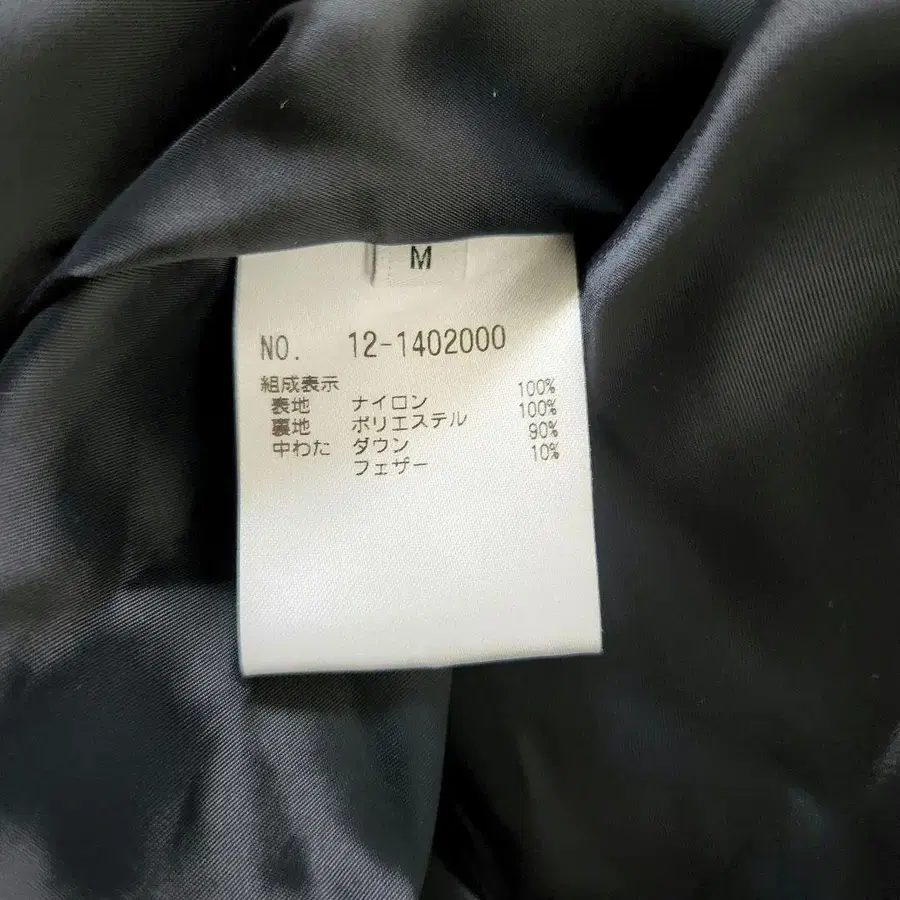 M
NO. 12-1402000
組成表示
表地 ナイロン 100%
裏地 ポリエステル 100%
中わた ダウン 90%
フェザー 10%